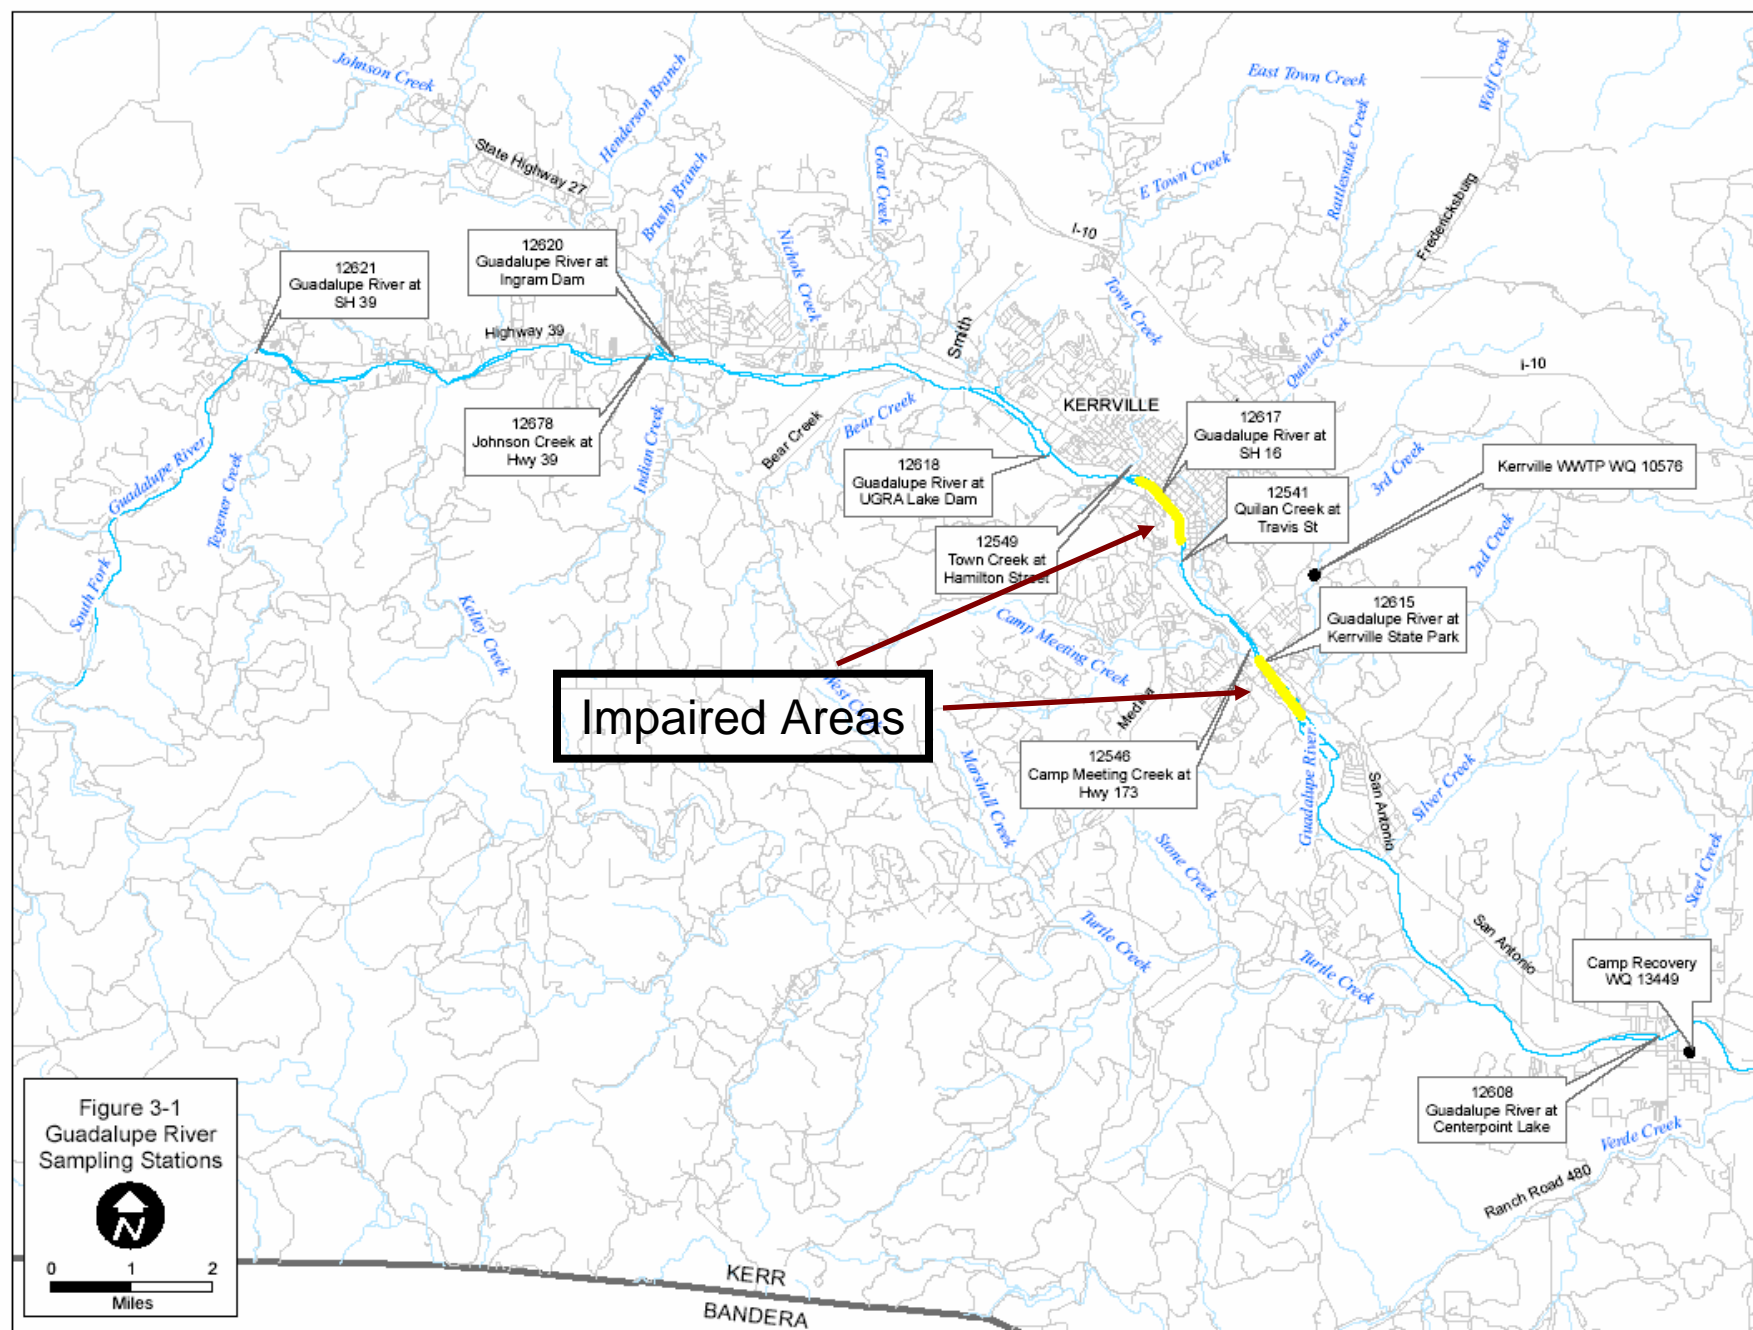 Johnson Creek
Henderson Branch
East Town Creek
Wolf Creek
State Highway 27
Brushy Branch
Goat Creek
E Town Creek
Rattlesnake Creek
Fredericksburg
I-10
12621
Guadalupe River at
SH 39
12620
Guadalupe River at
Ingram Dam
Nichols Creek
Town Creek
Highway 39
Smith
Quinlan Creek
I-10
KERRVILLE
12678
Johnson Creek at
Hwy 39
Bear Creek
Bear Creek
12617
Guadalupe River at
SH 16
Guadalupe River
Tegener Creek
Indian Creek
12618
Guadalupe River at
UGRA Lake Dam
3rd Creek
Kerrville WWTP WQ 10576
12541
Quilan Creek at
Travis St
12549
Town Creek at
Hamilton Street
2nd Creek
South Fork
Kelley Creek
Camp Meeting Creek
12615
Guadalupe River at
Kerrville State Park
Impaired Areas
West Creek
Medina
12546
Camp Meeting Creek at
Hwy 173
Marshall Creek
Guadalupe River
San Antonio
Silver Creek
Stone Creek
Steel Creek
Turtle Creek
Turtle Creek
San Antonio
Camp Recovery
WQ 13449
12608
Guadalupe River at
Centerpoint Lake
Verde Creek
Ranch Road 480
Figure 3-1
Guadalupe River
Sampling Stations
N
0 1 2
Miles
KERR
BANDERA